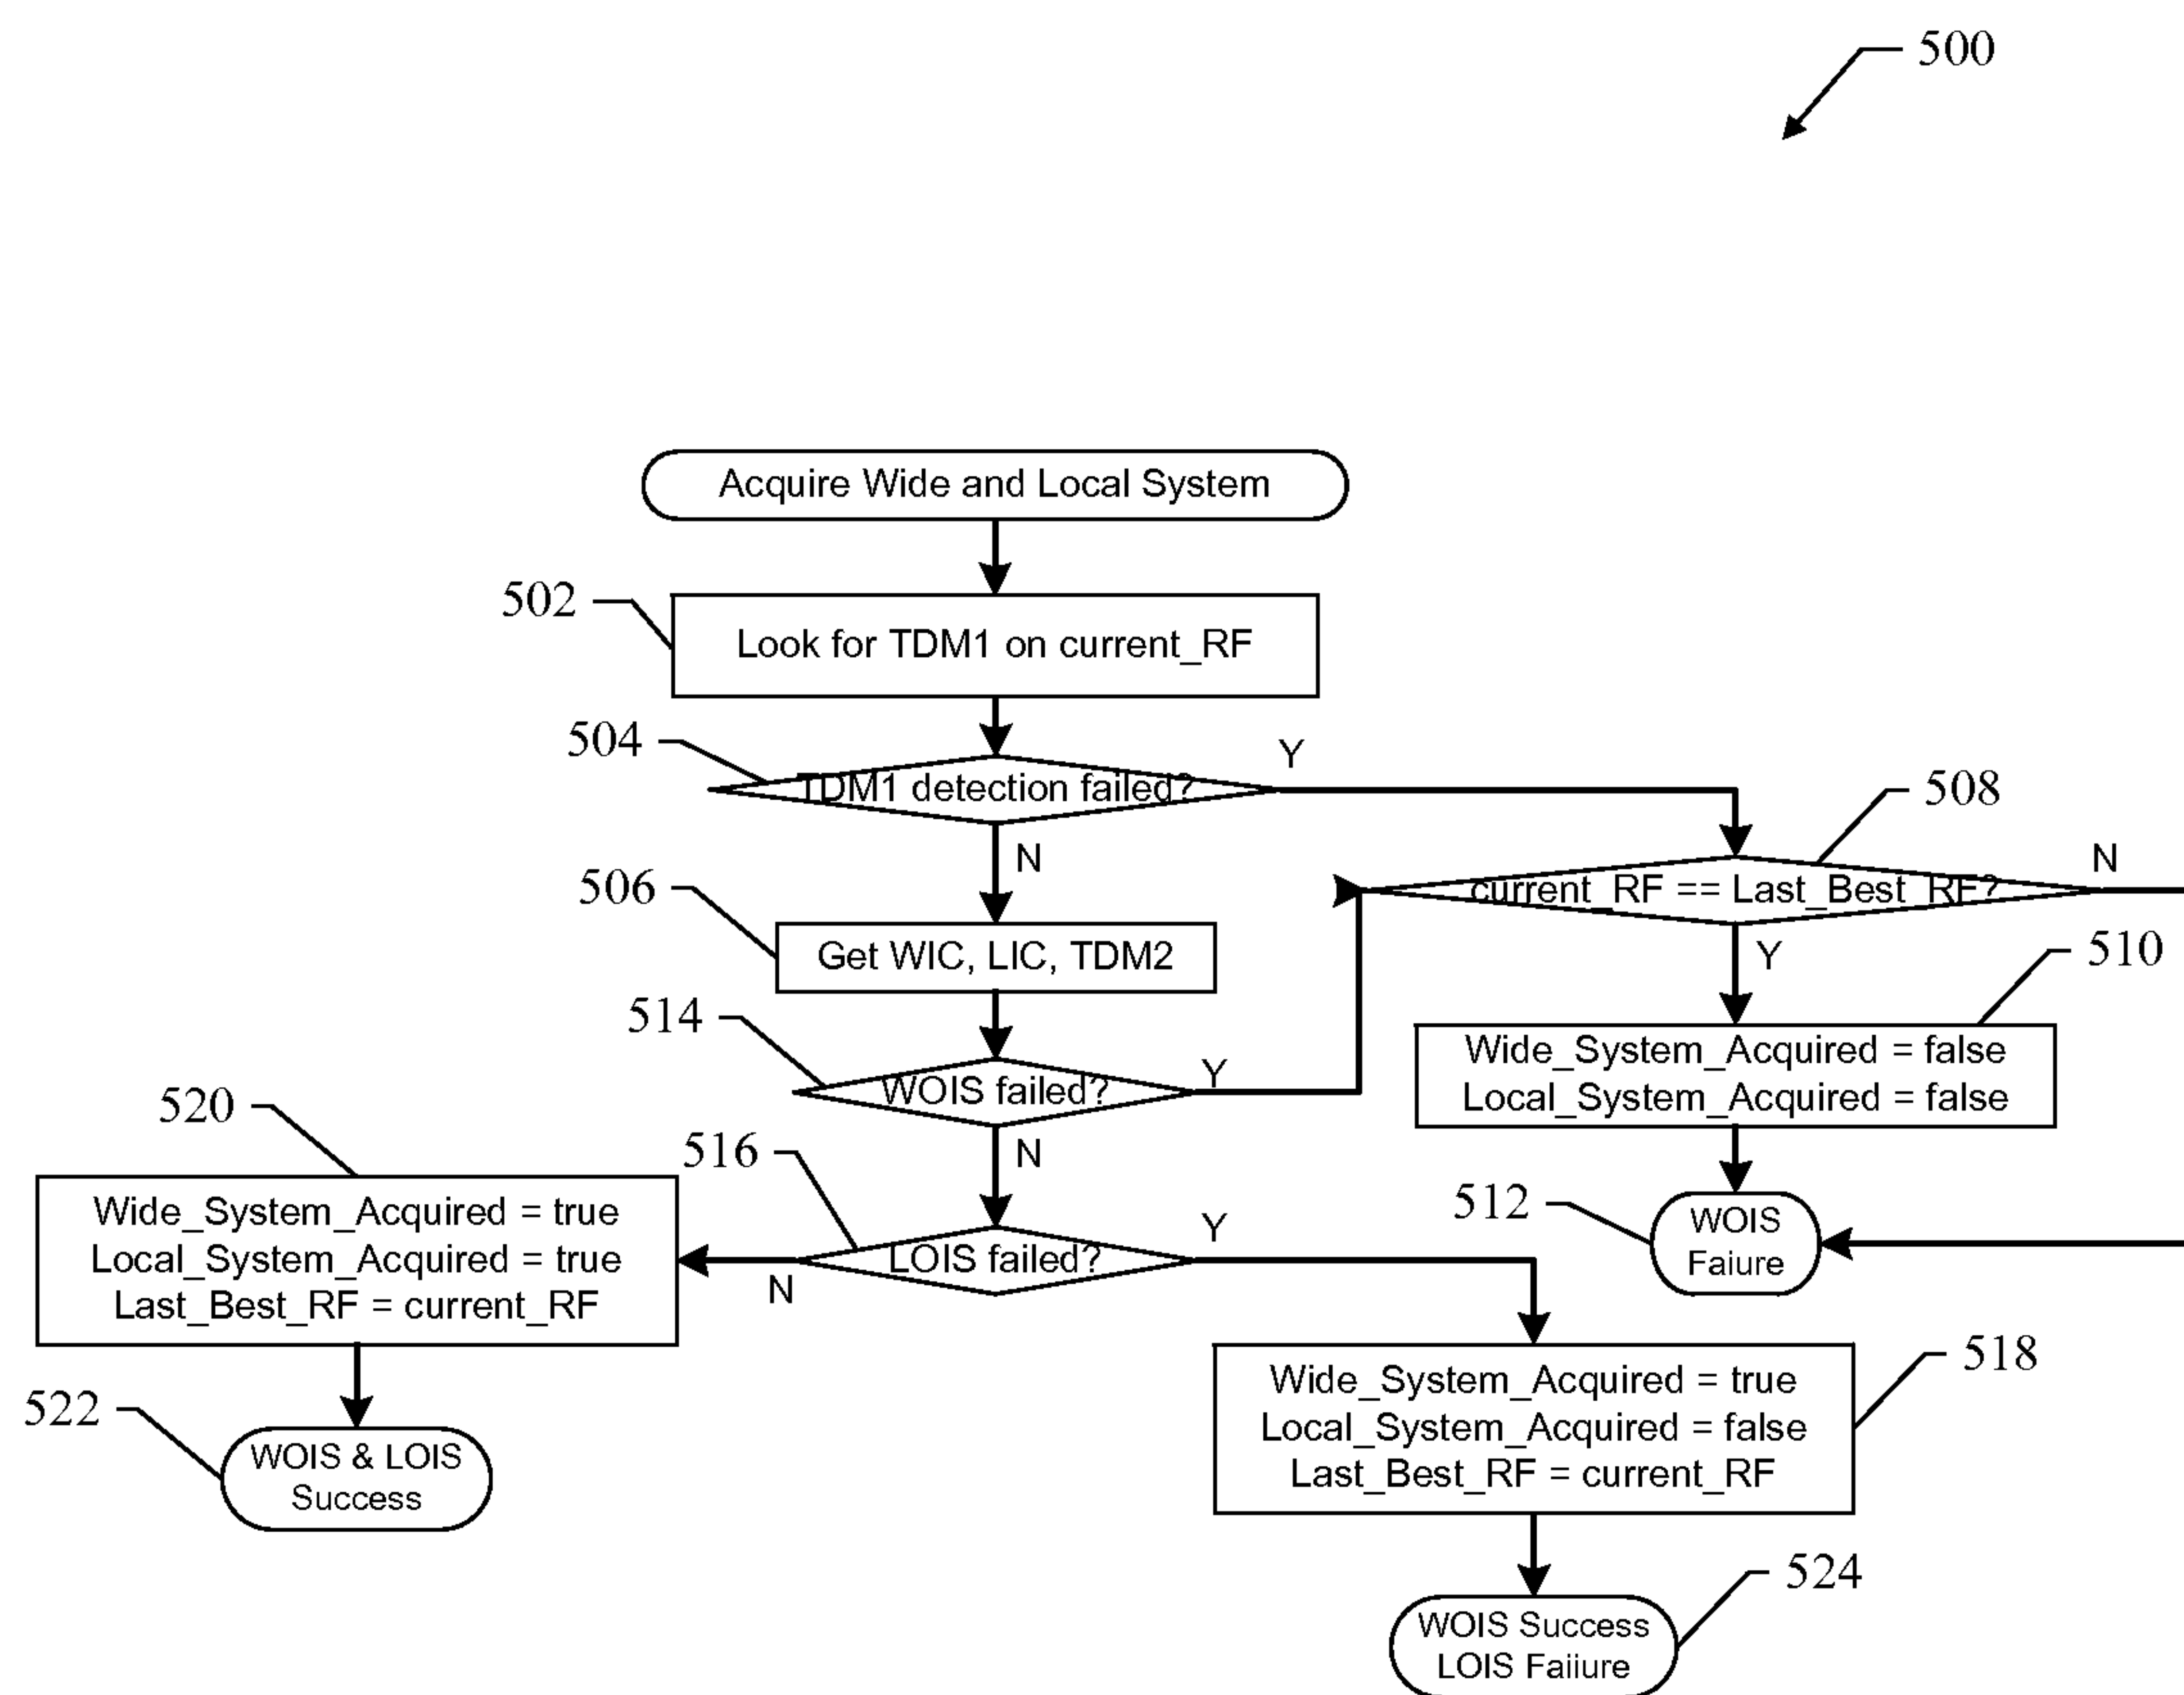 500
Acquire Wide and Local System
502
Look for TDM1 on current_RF
504
TDM1 detection failed?
Y
508
N
current_RF == Last_Best_RF?
N
506
Get WIC, LIC, TDM2
Y
510
514
WOIS failed?
Y
Wide_System_Acquired = false
Local_System_Acquired = false
520
516
N
512
WOIS
Faiure
Wide_System_Acquired = true
Local_System_Acquired = true
Last_Best_RF = current_RF
LOIS failed?
Y
N
518
Wide_System_Acquired = true
Local_System_Acquired = false
Last_Best_RF = current_RF
522
WOIS & LOIS
Success
524
WOIS Success
LOIS Faiiure